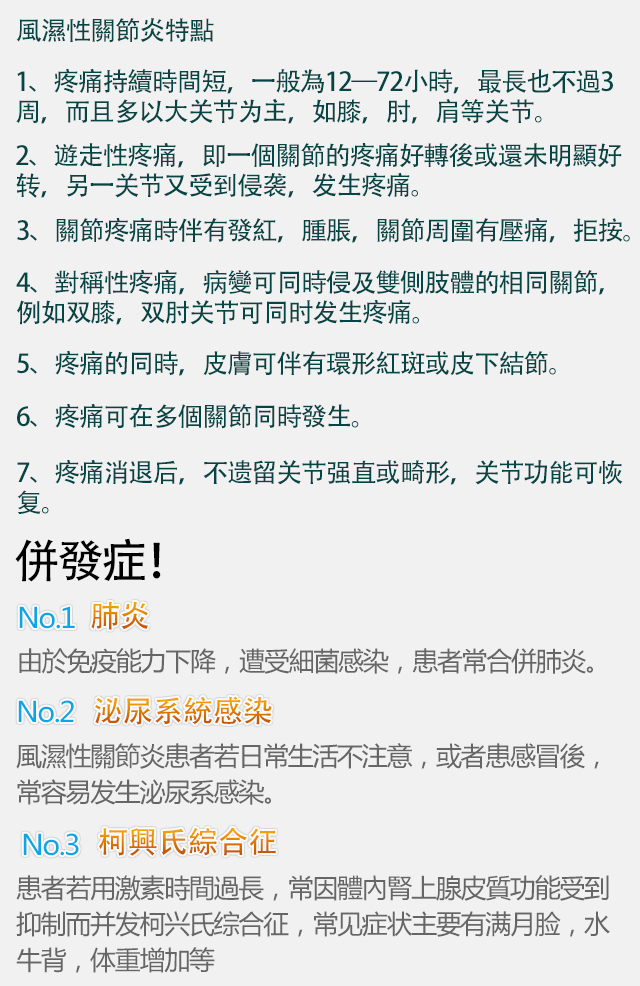 風濕性關節炎特點
1、疼痛持續時間短，一般為12—72小時，最長也不過3
周，而且多以大关节为主，如膝，肘，肩等关节。
2、遊走性疼痛，即一個關節的疼痛好轉後或還未明顯好
转，另一关节又受到侵袭，发生疼痛。
3、關節疼痛時伴有發紅，腫脹，關節周圍有壓痛，拒按。
4、對稱性疼痛，病變可同時侵及雙側肢體的相同關節，
例如双膝，双肘关节可同时发生疼痛。
5、疼痛的同時，皮膚可伴有環形紅斑或皮下結節。
6、疼痛可在多個關節同時發生。
7、疼痛消退后，不遗留关节强直或畸形，关节功能可恢
复。
併發症！
No.1 肺炎
由於免疫能力下降，遭受細菌感染，患者常合併肺炎。
No.2 泌尿系統感染
風濕性關節炎患者若日常生活不注意，或者患感冒後，
常容易发生泌尿系感染。
No.3 柯興氏綜合征
患者若用激素時間過長，常因體內腎上腺皮質功能受到
抑制而并发柯兴氏综合征，常见症状主要有满月脸，水
牛背，体重增加等